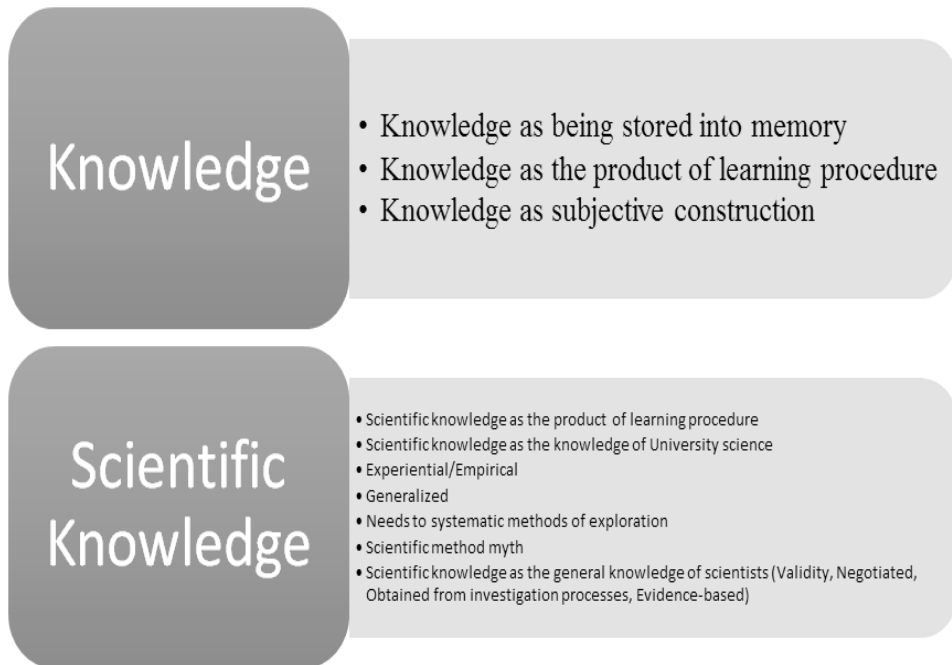 Knowledge
• Knowledge as being stored into memory
• Knowledge as the product of learning procedure
• Knowledge as subjective construction
Scientific
Knowledge
• Scientific knowledge as the product of learning procedure
• Scientific knowledge as the knowledge of University science
• Experiential/Empirical
• Generalized
• Needs to systematic methods of exploration
• Scientific method myth
• Scientific knowledge as the general knowledge of scientists (Validity, Negotiated,
Obtained from investigation processes, Evidence-based)